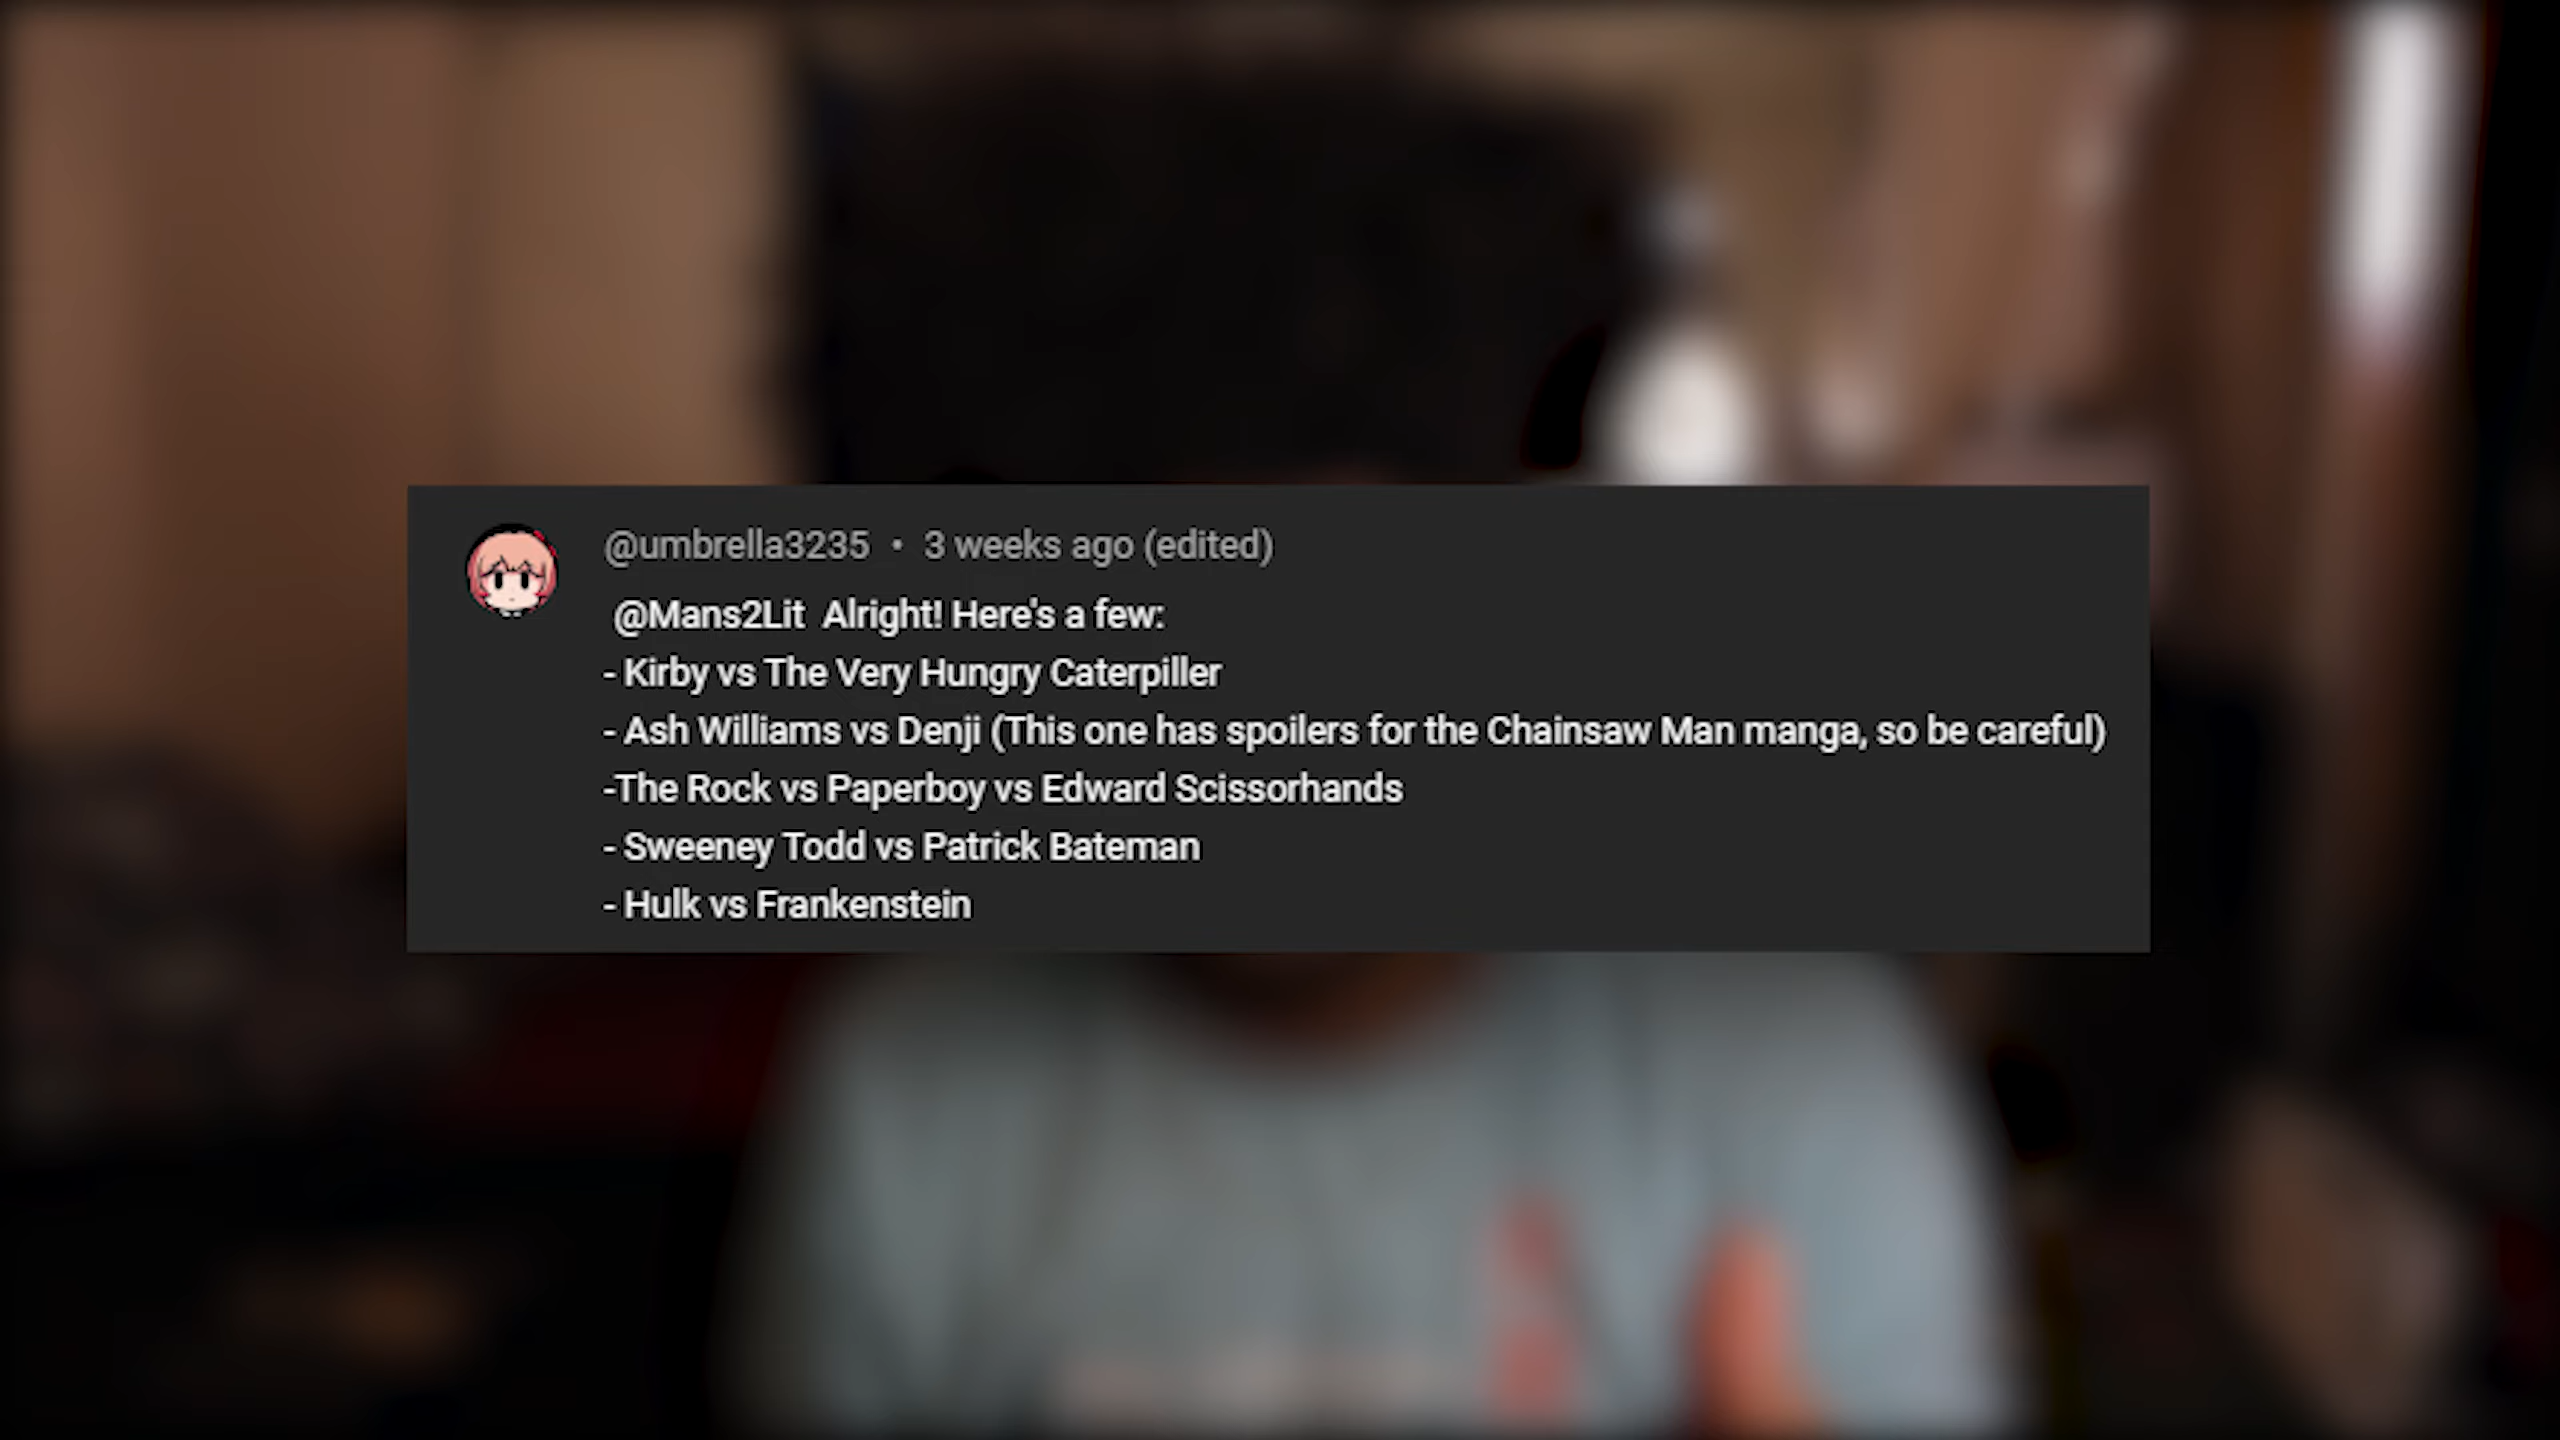 @umbrella3235 • 3 weeks ago (edited)
@Mans2Lit Alright! Here's a few:
- Kirby vs The Very Hungry Caterpiller
- Ash Williams vs Denji (This one has spoilers for the Chainsaw Man manga, so be careful)
-The Rock vs Paperboy vs Edward Scissorhands
- Sweeney Todd vs Patrick Bateman
- Hulk vs Frankenstein